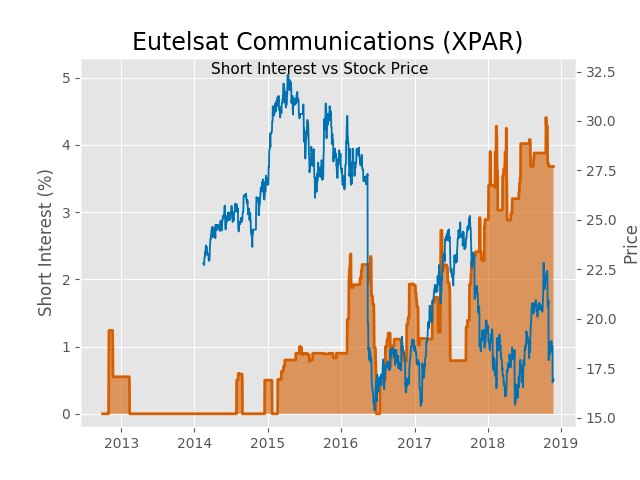 Eutelsat Communications (XPAR)
Short Interest vs Stock Price
Short Interest (%)
5
4
3
2
1
0
32.5
30.0
27.5
25.0
22.5
20.0
17.5
15.0
Price
2013 2014 2015 2016 2017 2018 2019